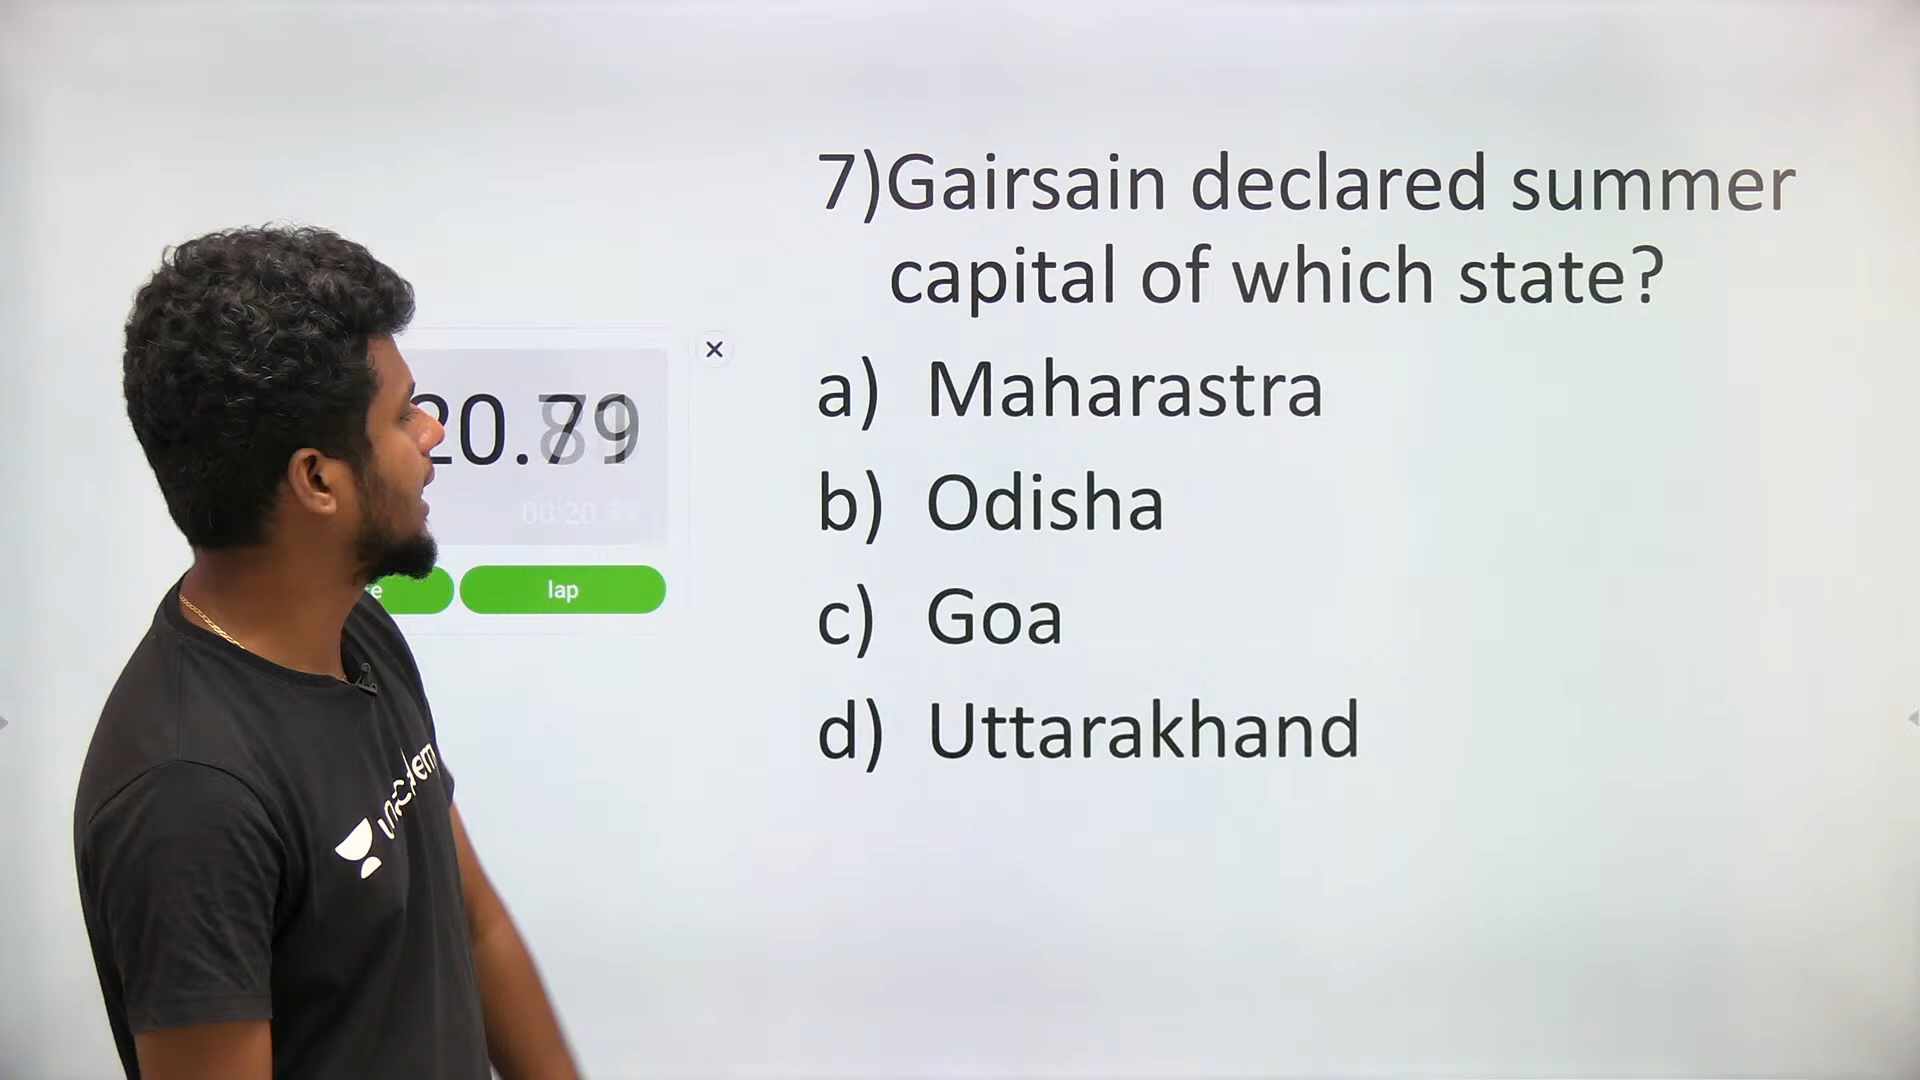 7)Gairsain declared summer
capital of which state?
a) Maharastra
b) Odisha
c) Goa
d) Uttarakhand
20.79
lap